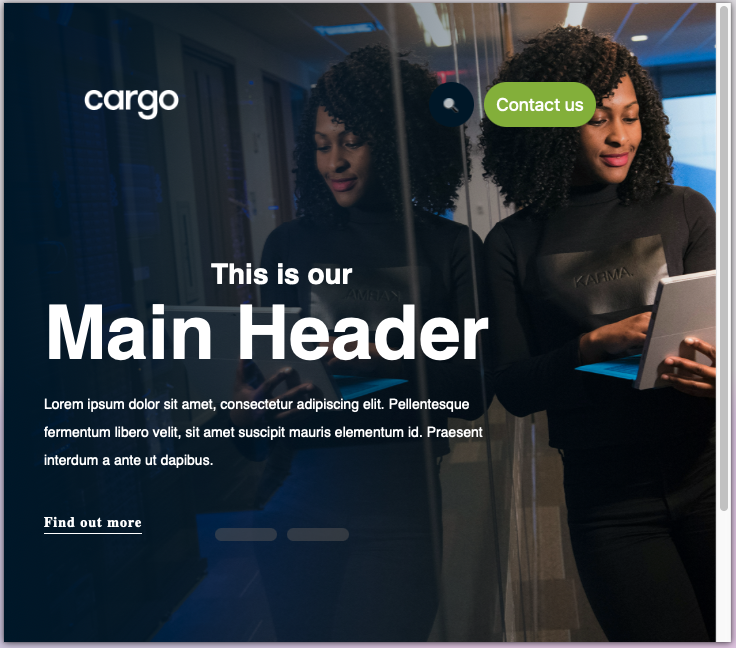 cargo
Contact us
KARMA
This is our
Main Header
Lorem ipsum dolor sit amet, consectetur adipiscing elit. Pellentesque
fermentum libero velit, sit amet suscipit mauris elementum id. Praesent
interdum a ante ut dapibus.
Find out more